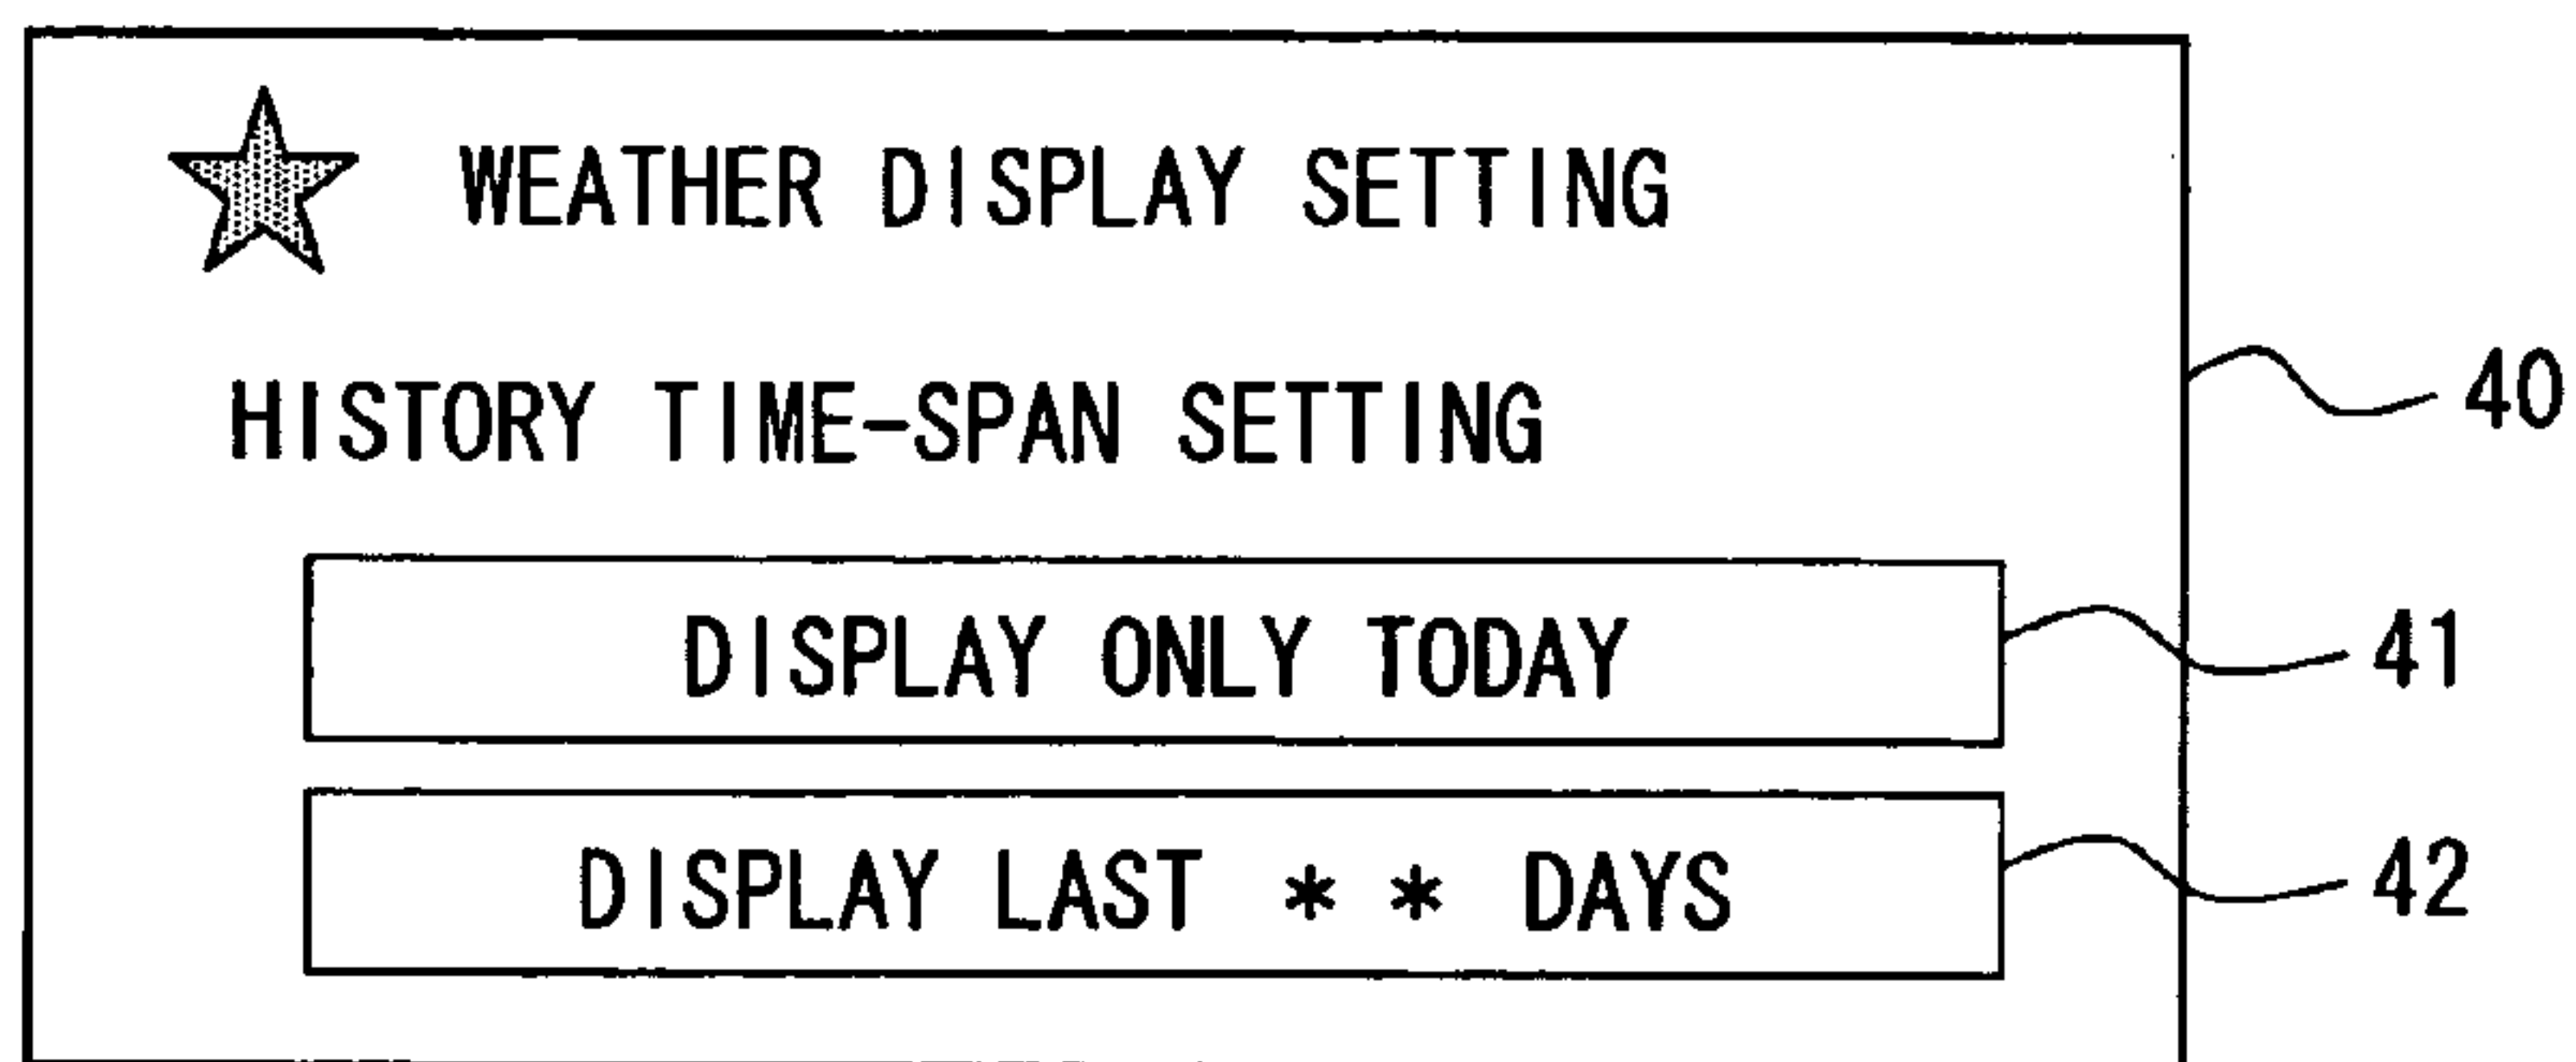 WEATHER DISPLAY SETTING
HISTORY TIME-SPAN SETTING
40
DISPLAY ONLY TODAY
41
DISPLAY LAST ** DAYS
42